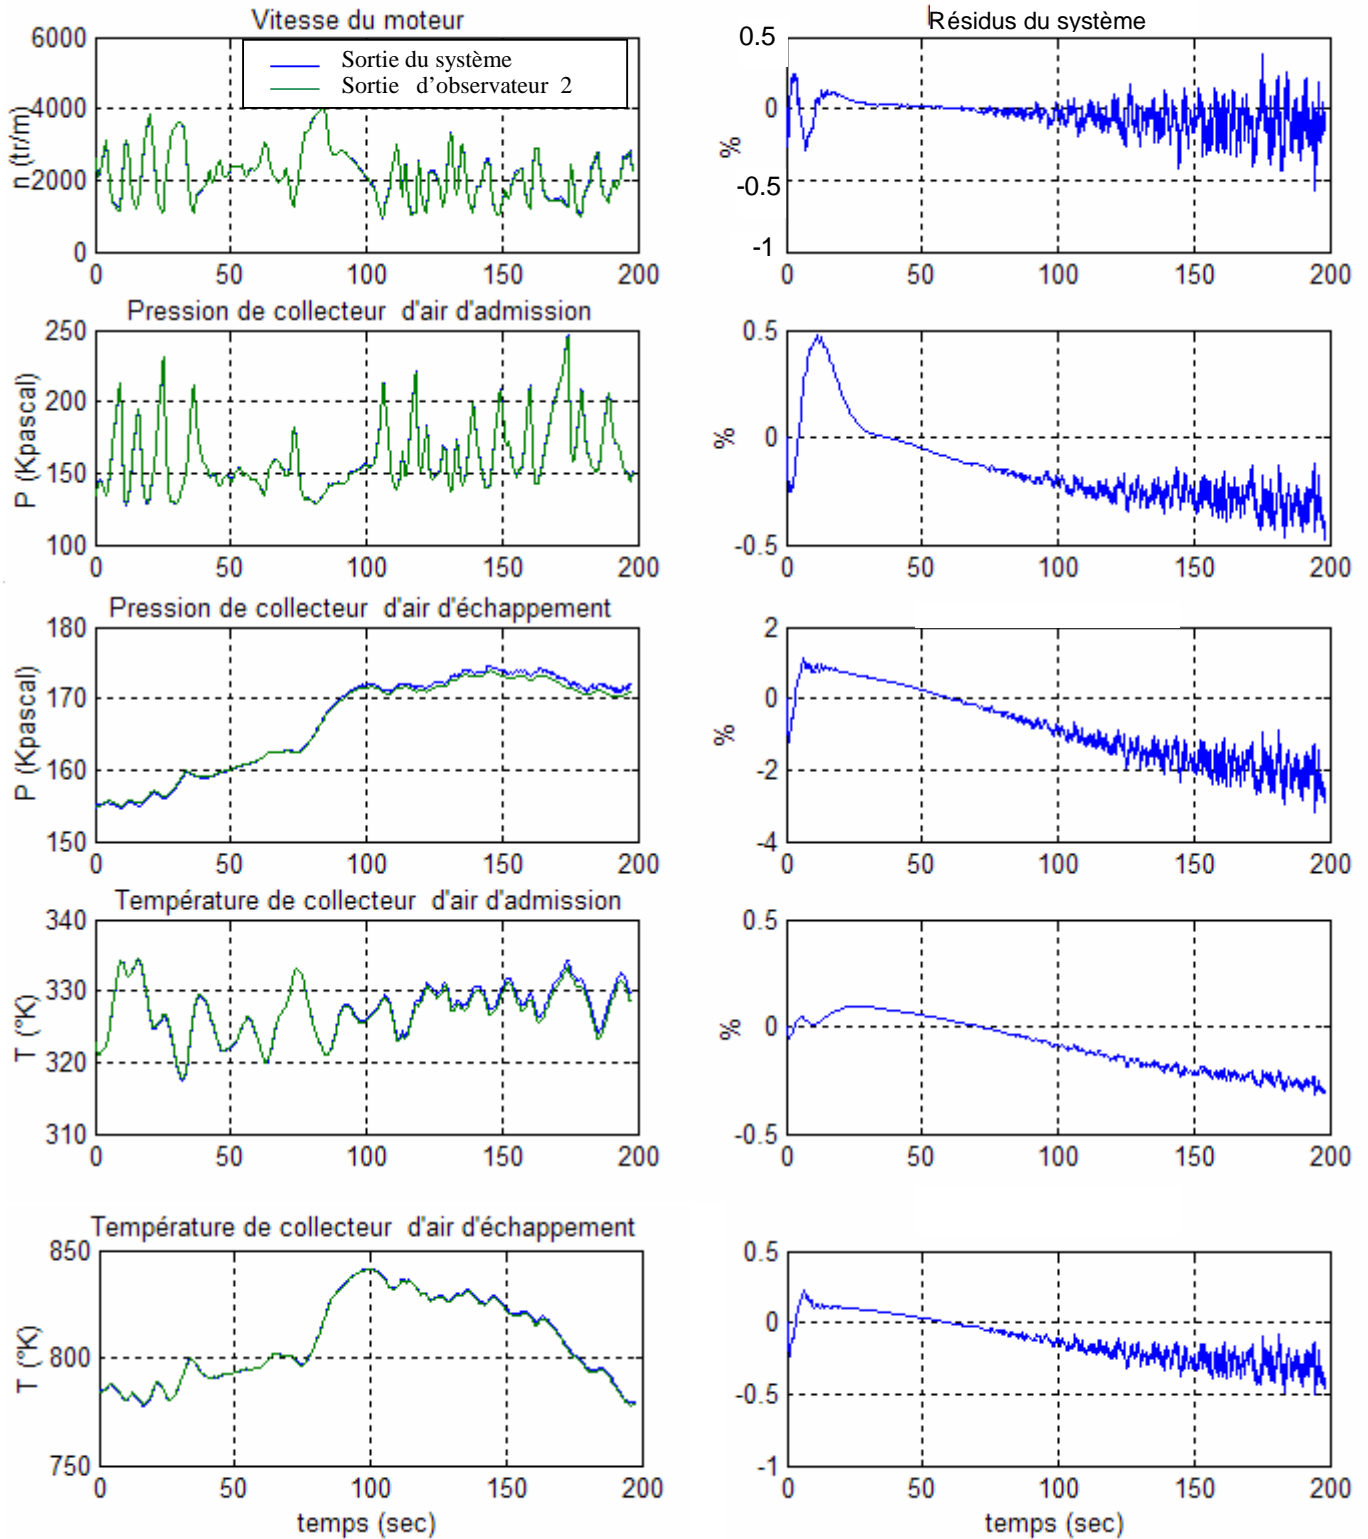 Vitesse du moteur
6000
4000
2000
0
n (tr/m)
Sortie du système
Sortie d'observateur 2
0 50 100 150 200
Résidus du système
0.5
0
-0.5
-1
%
0 50 100 150 200
Pression de collecteur d'air d'admission
250
200
150
100
P (Kpascal)
0 50 100 150 200
0.5
0
-0.5
%
0 50 100 150 200
Pression de collecteur d'air d'échappement
180
170
160
150
P (Kpascal)
0 50 100 150 200
2
0
-2
-4
%
0 50 100 150 200
Température de collecteur d'air d'admission
340
330
320
310
T (°K)
0 50 100 150 200
0.5
0
-0.5
%
0 50 100 150 200
Température de collecteur d'air d'échappement
850
800
750
T (°K)
0 50 100 150 200
temps (sec)
0.5
0
-0.5
-1
0 50 100 150 200
temps (sec)